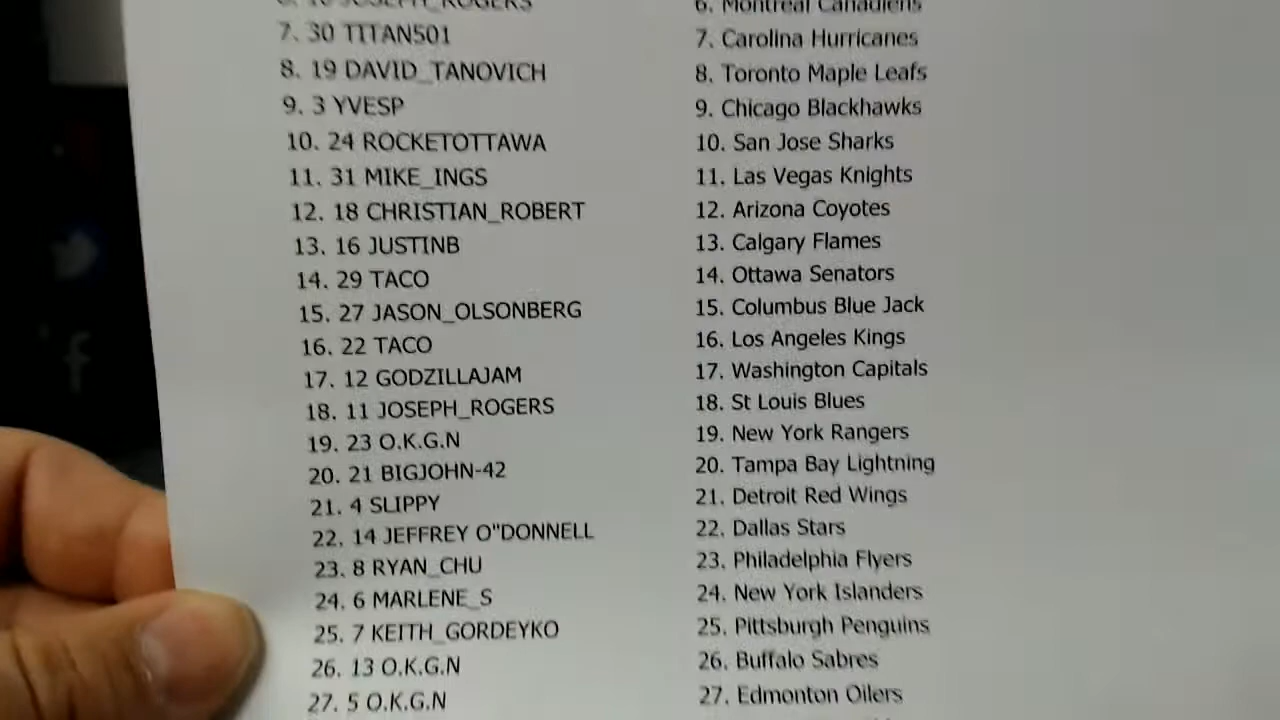 JOSEPH_ROGERS 6. Montreal Canadiens
7. 30 TITAN501 7. Carolina Hurricanes
8. 19 DAVID_TANOVICH 8. Toronto Maple Leafs
9. 3 YVESP 9. Chicago Blackhawks
10. 24 ROCKETOTTAWA 10. San Jose Sharks
11. 31 MIKE_INGS 11. Las Vegas Knights
12. 18 CHRISTIAN_ROBERT 12. Arizona Coyotes
13. 16 JUSTINB 13. Calgary Flames
14. 29 TACO 14. Ottawa Senators
15. 27 JASON_OLSONBERG 15. Columbus Blue Jack
16. 22 TACO 16. Los Angeles Kings
17. 12 GODZILLAJAM 17. Washington Capitals
18. 11 JOSEPH_ROGERS 18. St Louis Blues
19. 23 O.K.G.N 19. New York Rangers
20. 21 BIGJOHN-42 20. Tampa Bay Lightning
21. 4 SLIPPY 21. Detroit Red Wings
22. 14 JEFFREY O"DONNELL 22. Dallas Stars
23. 8 RYAN_CHU 23. Philadelphia Flyers
24. 6 MARLENE_S 24. New York Islanders
25. 7 KEITH_GORDEYKO 25. Pittsburgh Penguins
26. 13 O.K.G.N 26. Buffalo Sabres
27. 5 O.K.G.N 27. Edmonton Oilers